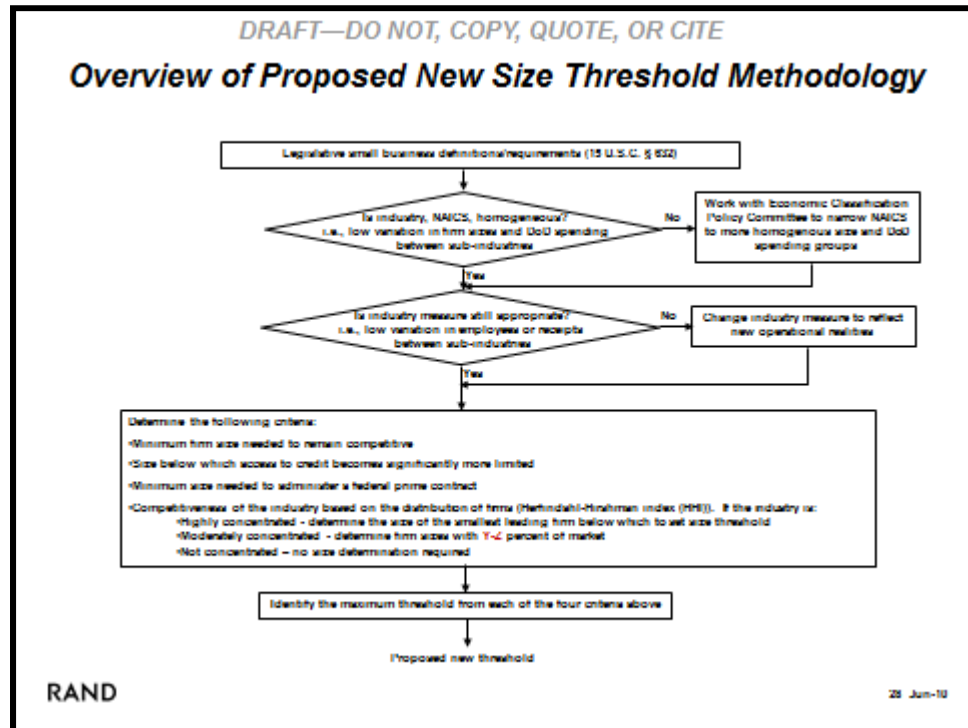 DRAFT—DO NOT, COPY, QUOTE, OR CITE
Overview of Proposed New Size Threshold Methodology
Legislative small business definitions/requirements (15 U.S.C. § 632)
Is industry, NAICS, homogeneous?
i.e., low variation in firm sizes and DoD spending
between sub-industries
No
Work with Economic Classification
Policy Committee to narrow NAICS
to more homogenous size and DoD
spending groups
Yes
Is industry measure still appropriate?
i.e., low variation in employees or receipts
between sub-industries
No
Change industry measure to reflect
new operational realities
Yes
Determine the following criteria:
•Minimum firm size needed to remain competitive
•Size below which access to credit becomes significantly more limited
•Minimum size needed to administer a federal prime contract
•Competitiveness of the industry based on the distribution of firms (Herfindahl-Hirshman index (HHI)). If the industry is:
•Highly concentrated - determine the size of the smallest leading firm below which to set size threshold
•Moderately concentrated - determine firm sizes with Y-Z percent of market
•Not concentrated – no size determination required
Identify the maximum threshold from each of the four criteria above
Proposed new threshold
RAND
28 Jun-10